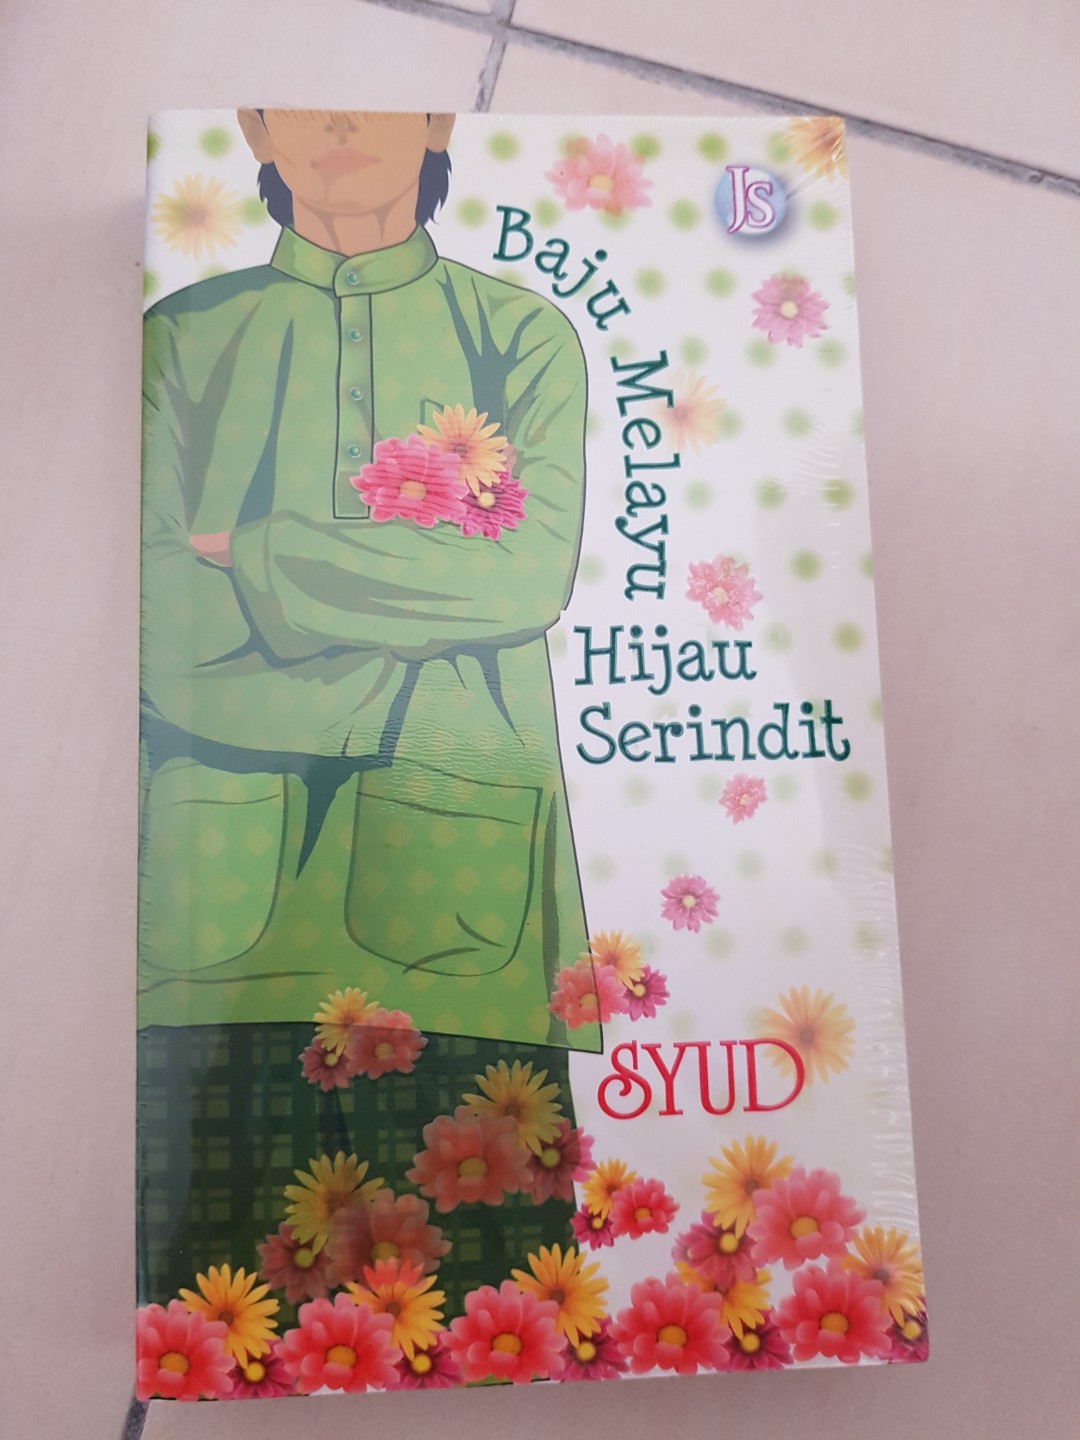 JS
Baju Melayu
Hijau
Serindit
SYUD